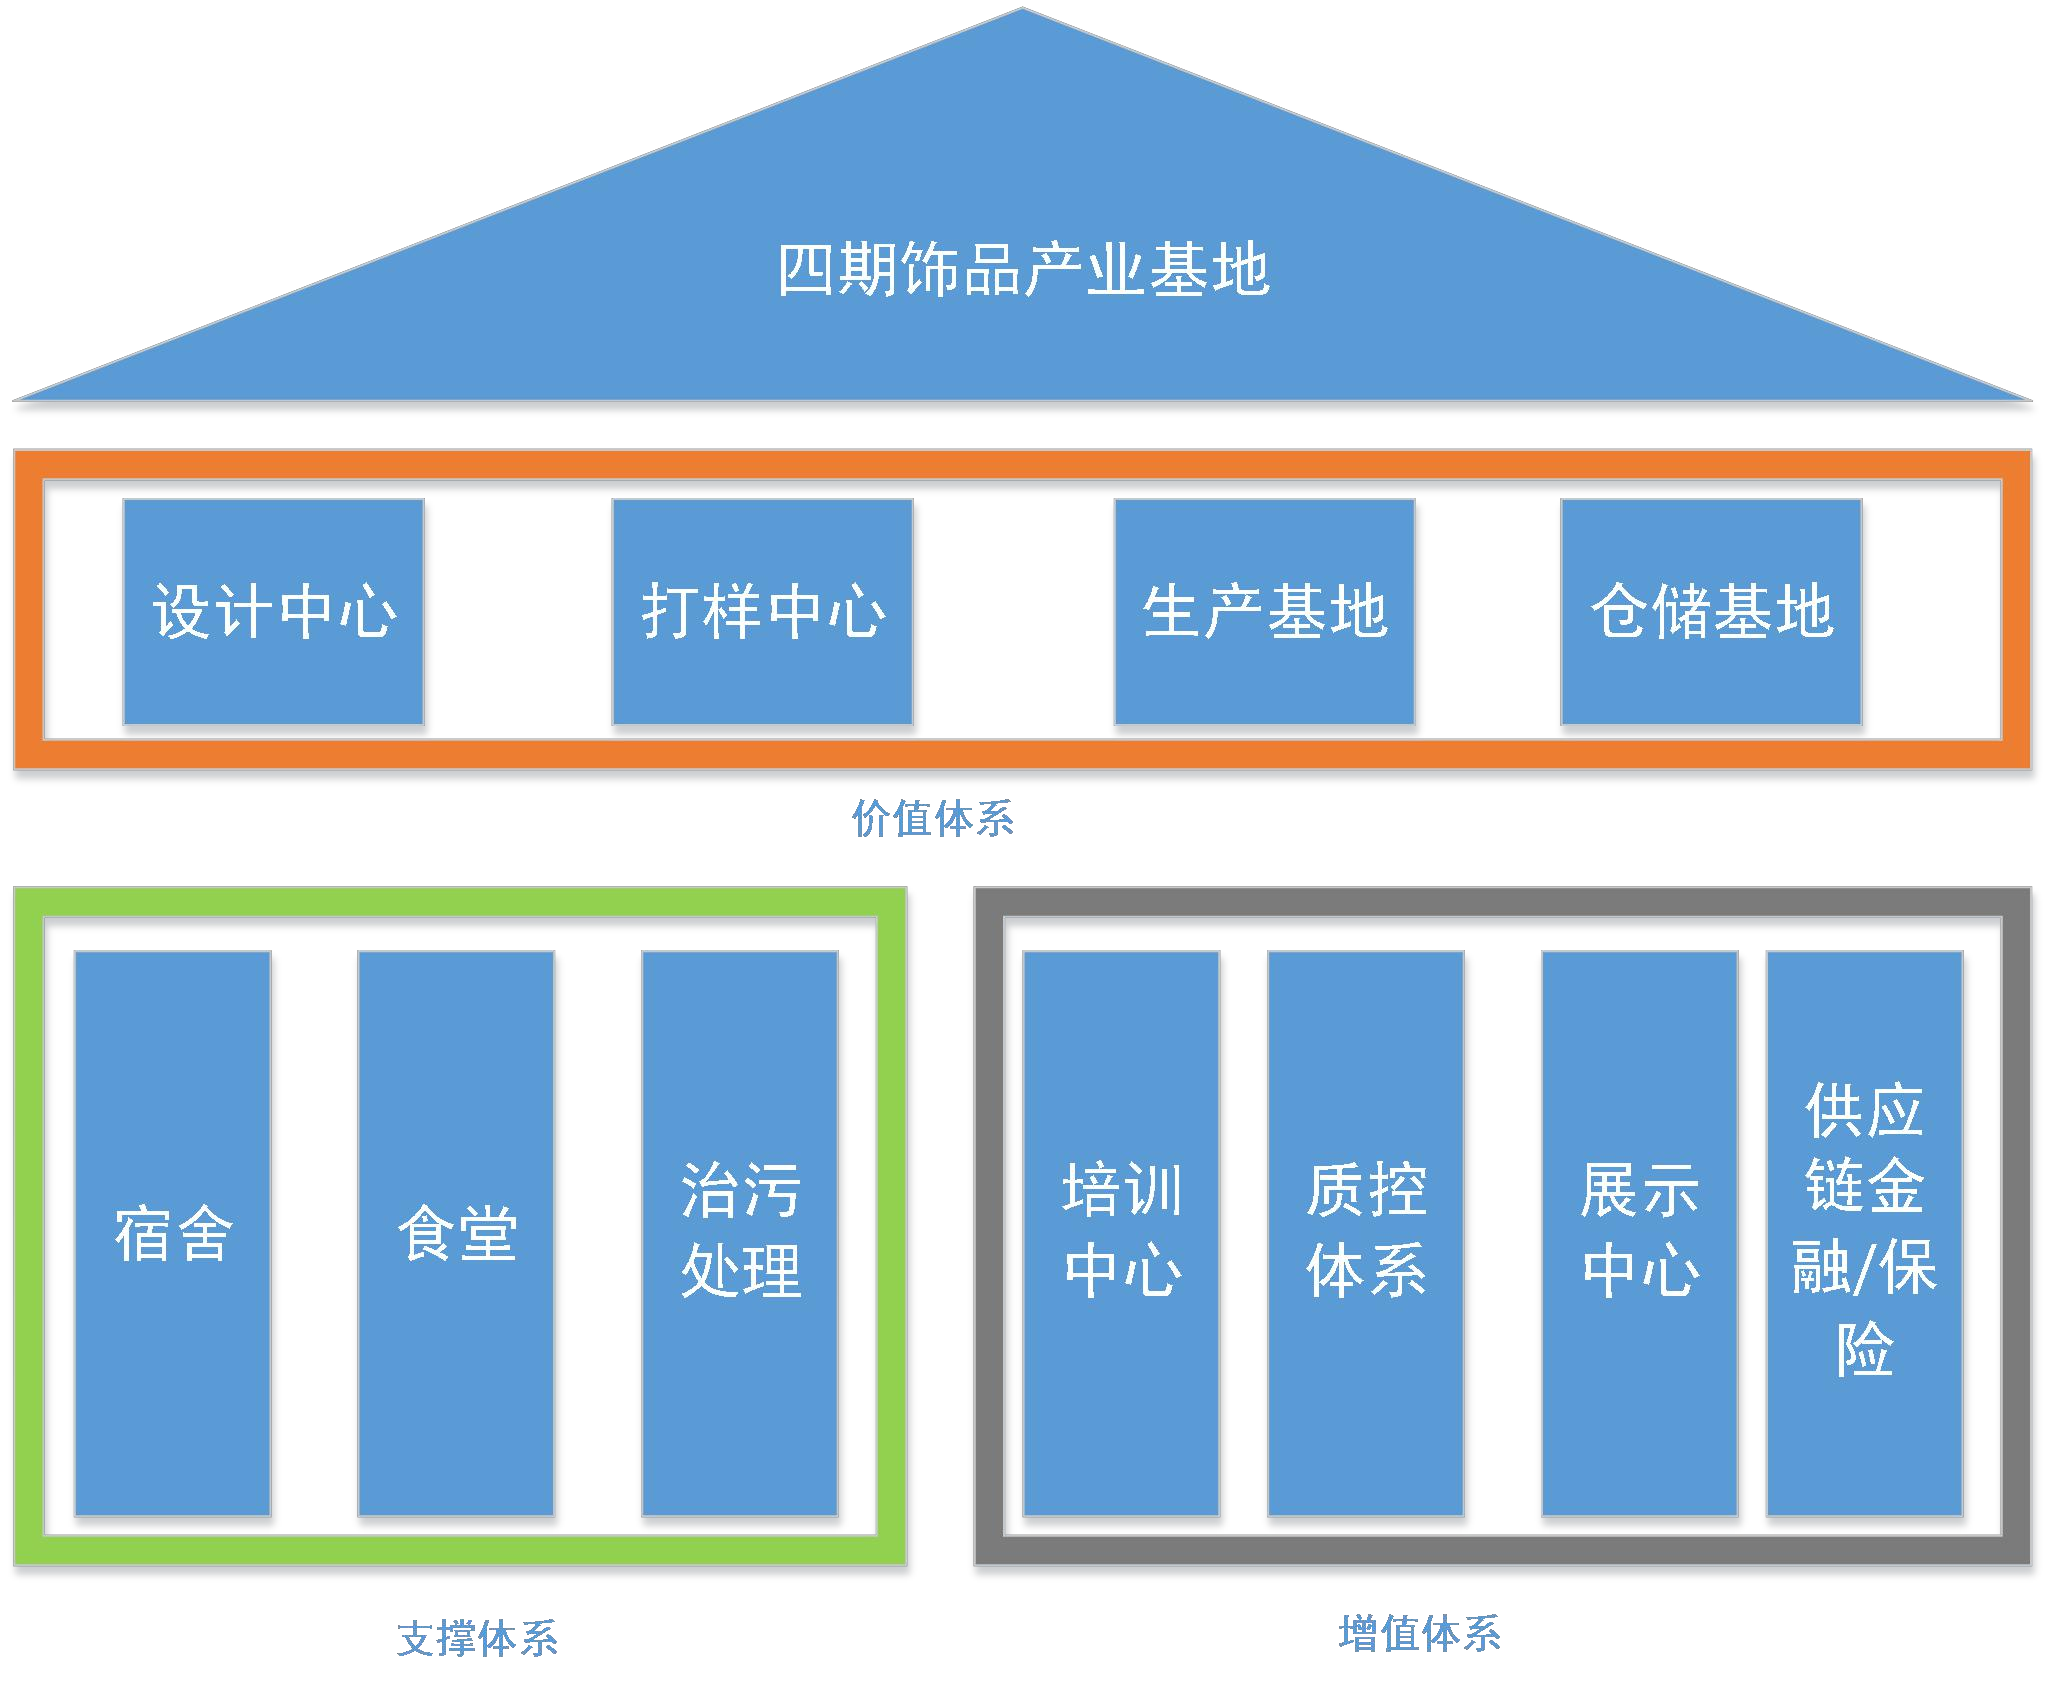 四期饰品产业基地
设计中心
打样中心
生产基地
仓储基地
价值体系
宿舍
食堂
治污
处理
支撑体系
培训
中心
质控
体系
展示
中心
供应
链金
融/保
险
增值体系